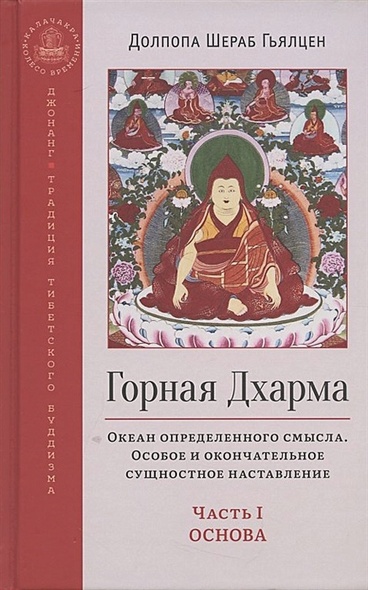 КАЛАЧАКРА
КОЛЕСО ВРЕМЕНИ
ДЖОНАНГ ТРАДИЦИЯ ТИБЕТСКОГО БУДДИЗМА
ДОЛПОПА ШЕРАБ ГЬЯЛЦЕН
ГОРНАЯ ДХАРМА
ОКЕАН ОПРЕДЕЛЕННОГО СМЫСЛА.
ОСОБОЕ И ОКОНЧАТЕЛЬНОЕ
СУЩНОСТНОЕ НАСТАВЛЕНИЕ
ЧАСТЬ I
ОСНОВА